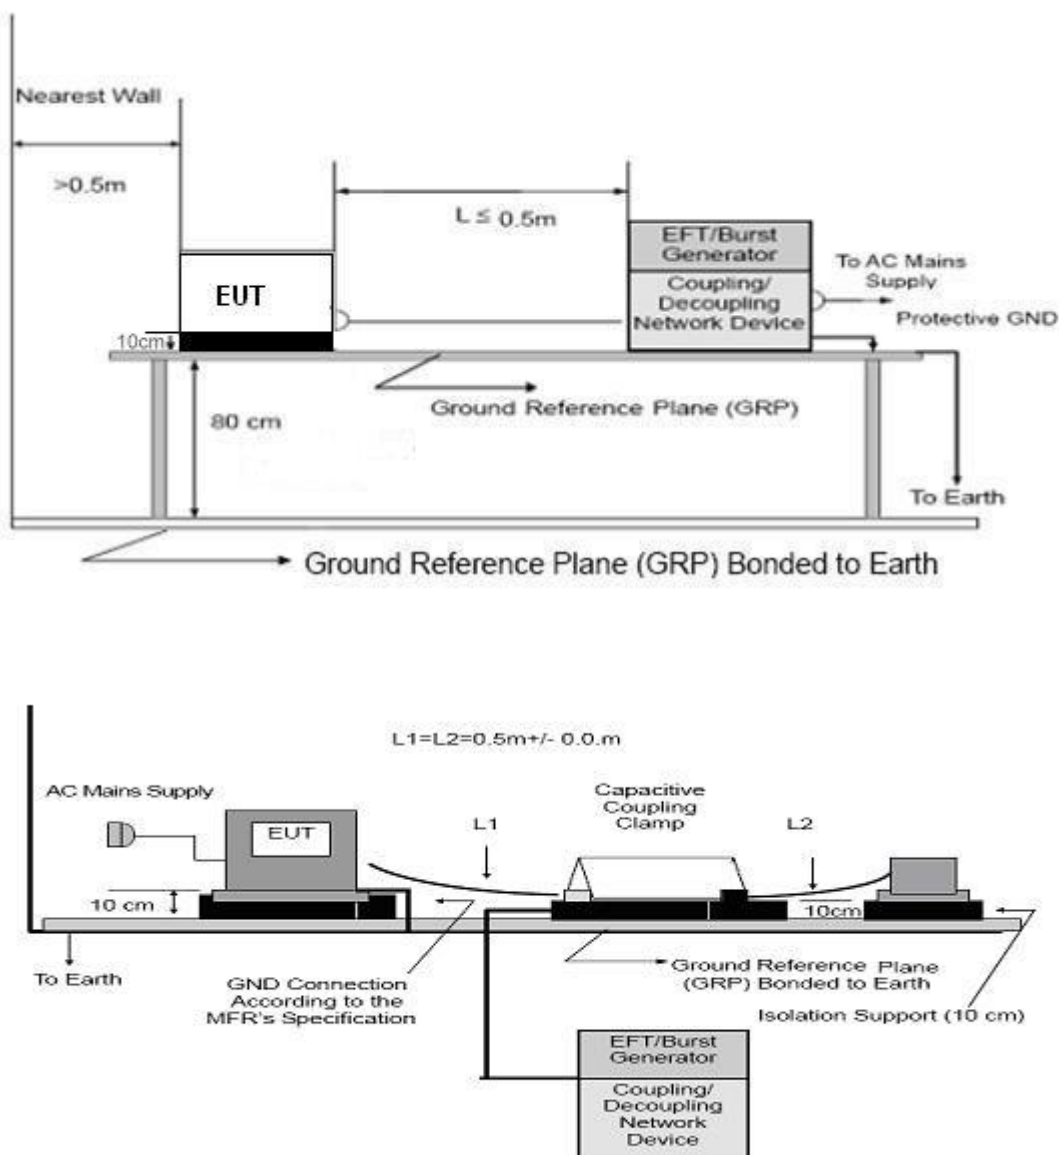 Nearest Wall
>0.5m
L ≤ 0.5m
EFT/Burst
Generator
Coupling/
Decoupling
Network Device
To AC Mains
Supply
Protective GND
EUT
10cm
Ground Reference Plane (GRP)
80 cm
To Earth
Ground Reference Plane (GRP) Bonded to Earth
L1=L2=0.5m+/- 0.0.m
AC Mains Supply
Capacitive
Coupling
Clamp
L1
L2
EUT
10 cm
10cm
To Earth
GND Connection
According to the
MFR's Specification
Ground Reference Plane
(GRP) Bonded to Earth
Isolation Support (10 cm)
EFT/Burst
Generator
Coupling/
Decoupling
Network
Device